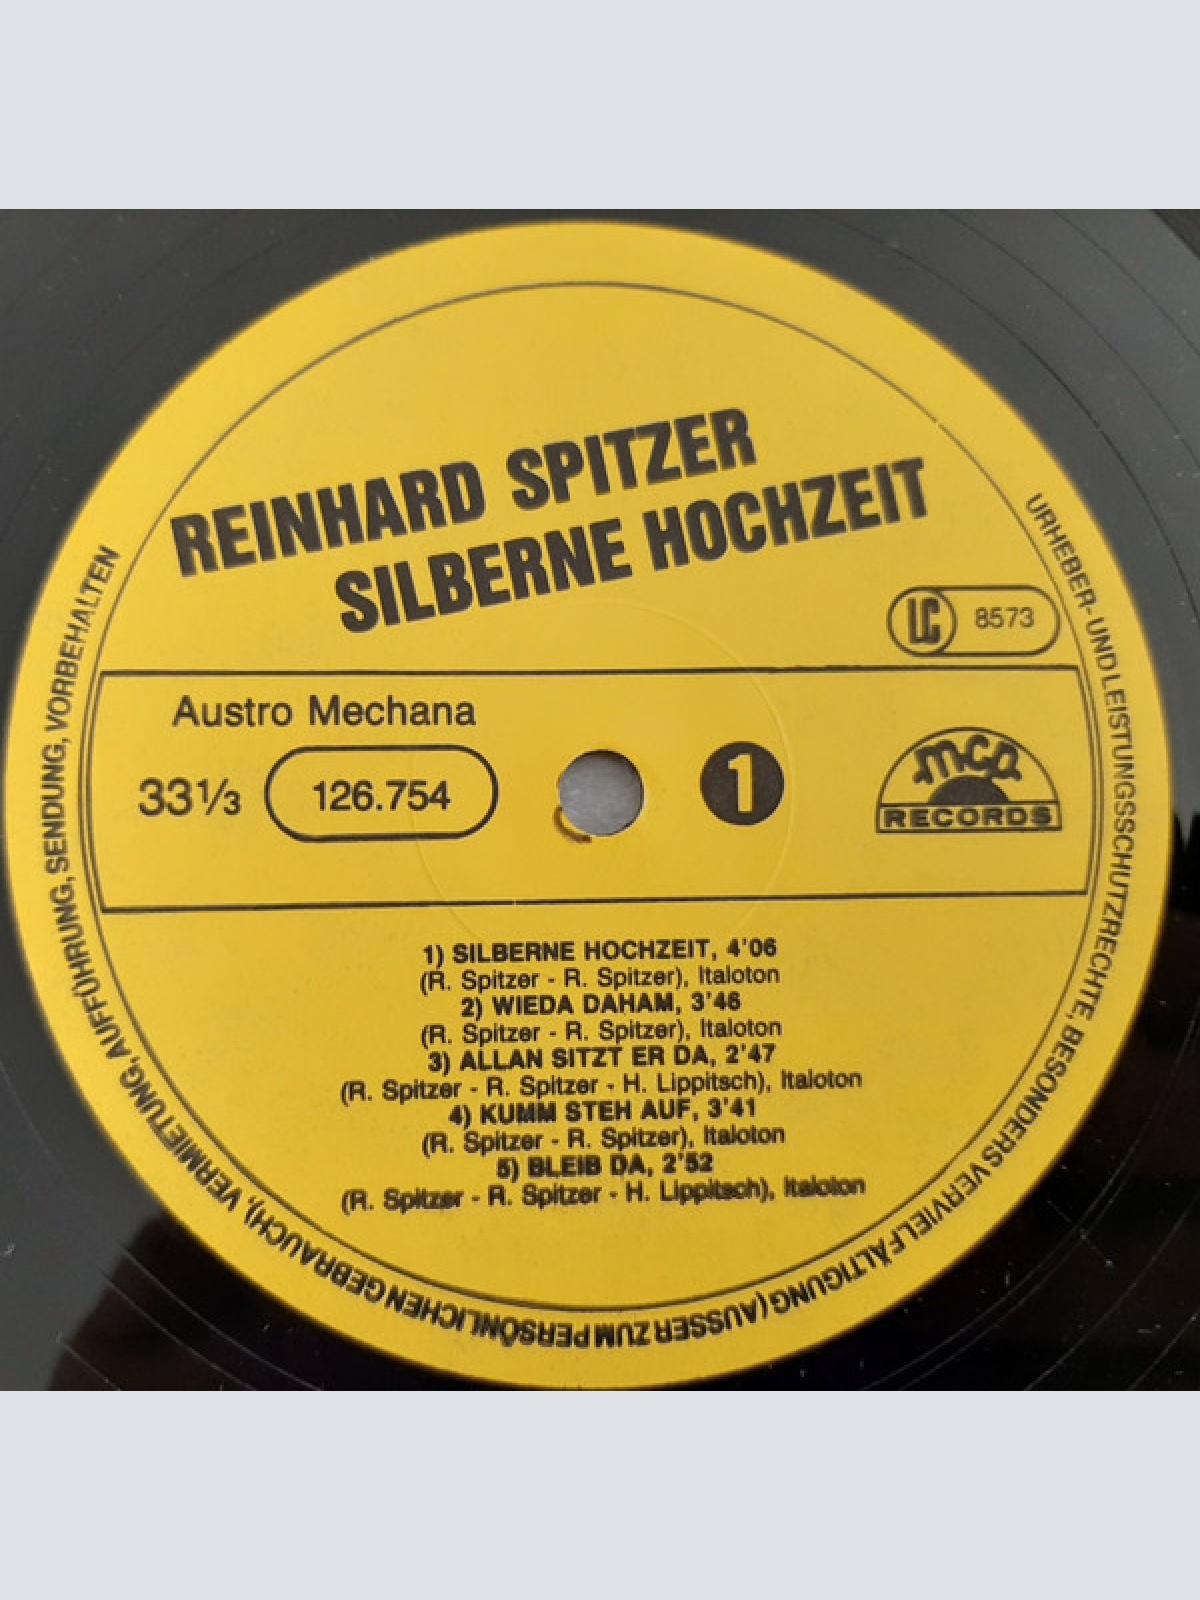 REINHARD SPITZER
SILBERNE HOCHZEIT
LC 8573
Austro Mechana
33⅓ 126.754 1
mcp
RECORDS
1) SILBERNE HOCHZEIT, 4'06
(R. Spitzer - R. Spitzer), Italoton
2) WIEDA DAHAM, 3'46
(R. Spitzer - R. Spitzer), Italoton
3) ALLAN SITZT ER DA, 2'47
(R. Spitzer - R. Spitzer - H. Lippitsch), Italoton
4) KUMM STEH AUF, 3'41
(R. Spitzer - R. Spitzer), Italoton
5) BLEIB DA, 2'52
(R. Spitzer - R. Spitzer - H. Lippitsch), Italoton
URHEBER- UND LEISTUNGSSCHUTZRECHTE, BESONDERS VERVIELFÄLTIGUNG (AUSSER ZUM PERSÖNLICHEN GEBRAUCH), VERMIETUNG, AUFFÜHRUNG, SENDUNG, VORBEHALTEN